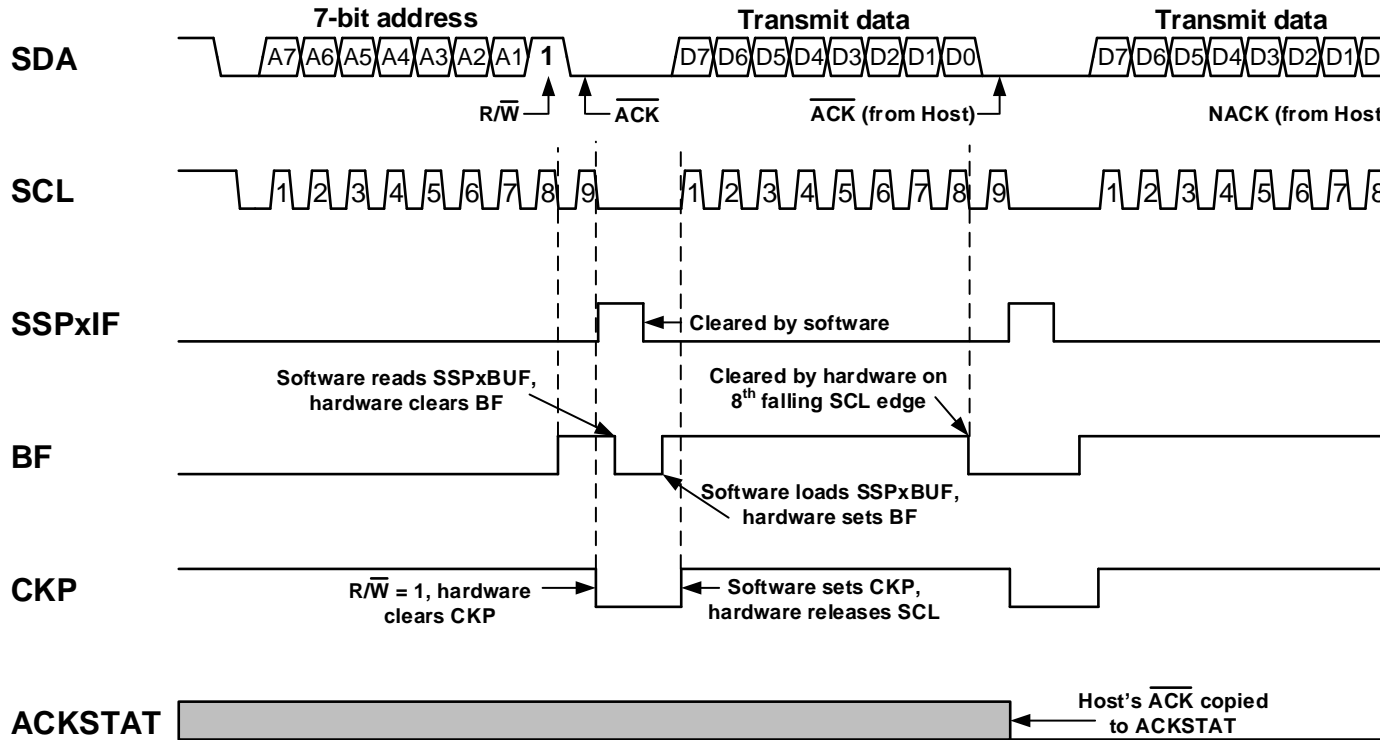 7-bit address Transmit data Transmit data
SDA A7 A6 A5 A4 A3 A2 A1 1 D7 D6 D5 D4 D3 D2 D1 D0 D7 D6 D5 D4 D3 D2 D1 D
R/W̅ A̅C̅K̅ A̅C̅K̅ (from Host) NACK (from Host
SCL 1 2 3 4 5 6 7 8 9 1 2 3 4 5 6 7 8 9 1 2 3 4 5 6 7 8
SSPxIF
Cleared by software
Software reads SSPxBUF,
hardware clears BF
Cleared by hardware on
8th falling SCL edge
BF
Software loads SSPxBUF,
hardware sets BF
CKP
R/W̅ = 1, hardware
clears CKP
Software sets CKP,
hardware releases SCL
ACKSTAT
Host's A̅C̅K̅ copied
to ACKSTAT